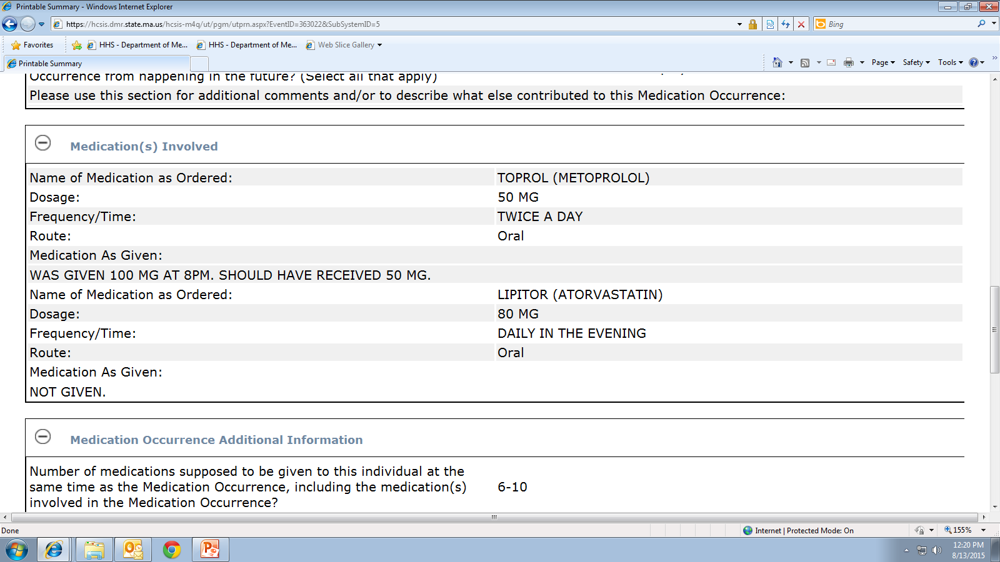 Printable Summary - Windows Internet Explorer
https://hcsis.dmr.state.ma.us/hcsis-m4q/ut/pgm/utprn.aspx?EventID=363022&SubSystemID=5
Bing
Favorites
HHS - Department of Me...
HHS - Department of Me...
Web Slice Gallery
Printable Summary
Page
Safety
Tools
Occurrence from happening in the future? (Select all that apply)
Please use this section for additional comments and/or to describe what else contributed to this Medication Occurrence:
Medication(s) Involved
Name of Medication as Ordered: TOPROL (METOPROLOL)
Dosage: 50 MG
Frequency/Time: TWICE A DAY
Route: Oral
Medication As Given:
WAS GIVEN 100 MG AT 8PM. SHOULD HAVE RECEIVED 50 MG.
Name of Medication as Ordered: LIPITOR (ATORVASTATIN)
Dosage: 80 MG
Frequency/Time: DAILY IN THE EVENING
Route: Oral
Medication As Given:
NOT GIVEN.
Medication Occurrence Additional Information
Number of medications supposed to be given to this individual at the
same time as the Medication Occurrence, including the medication(s)
involved in the Medication Occurrence?
6-10
Done
Internet | Protected Mode: On
155%
12:20 PM
8/13/2015